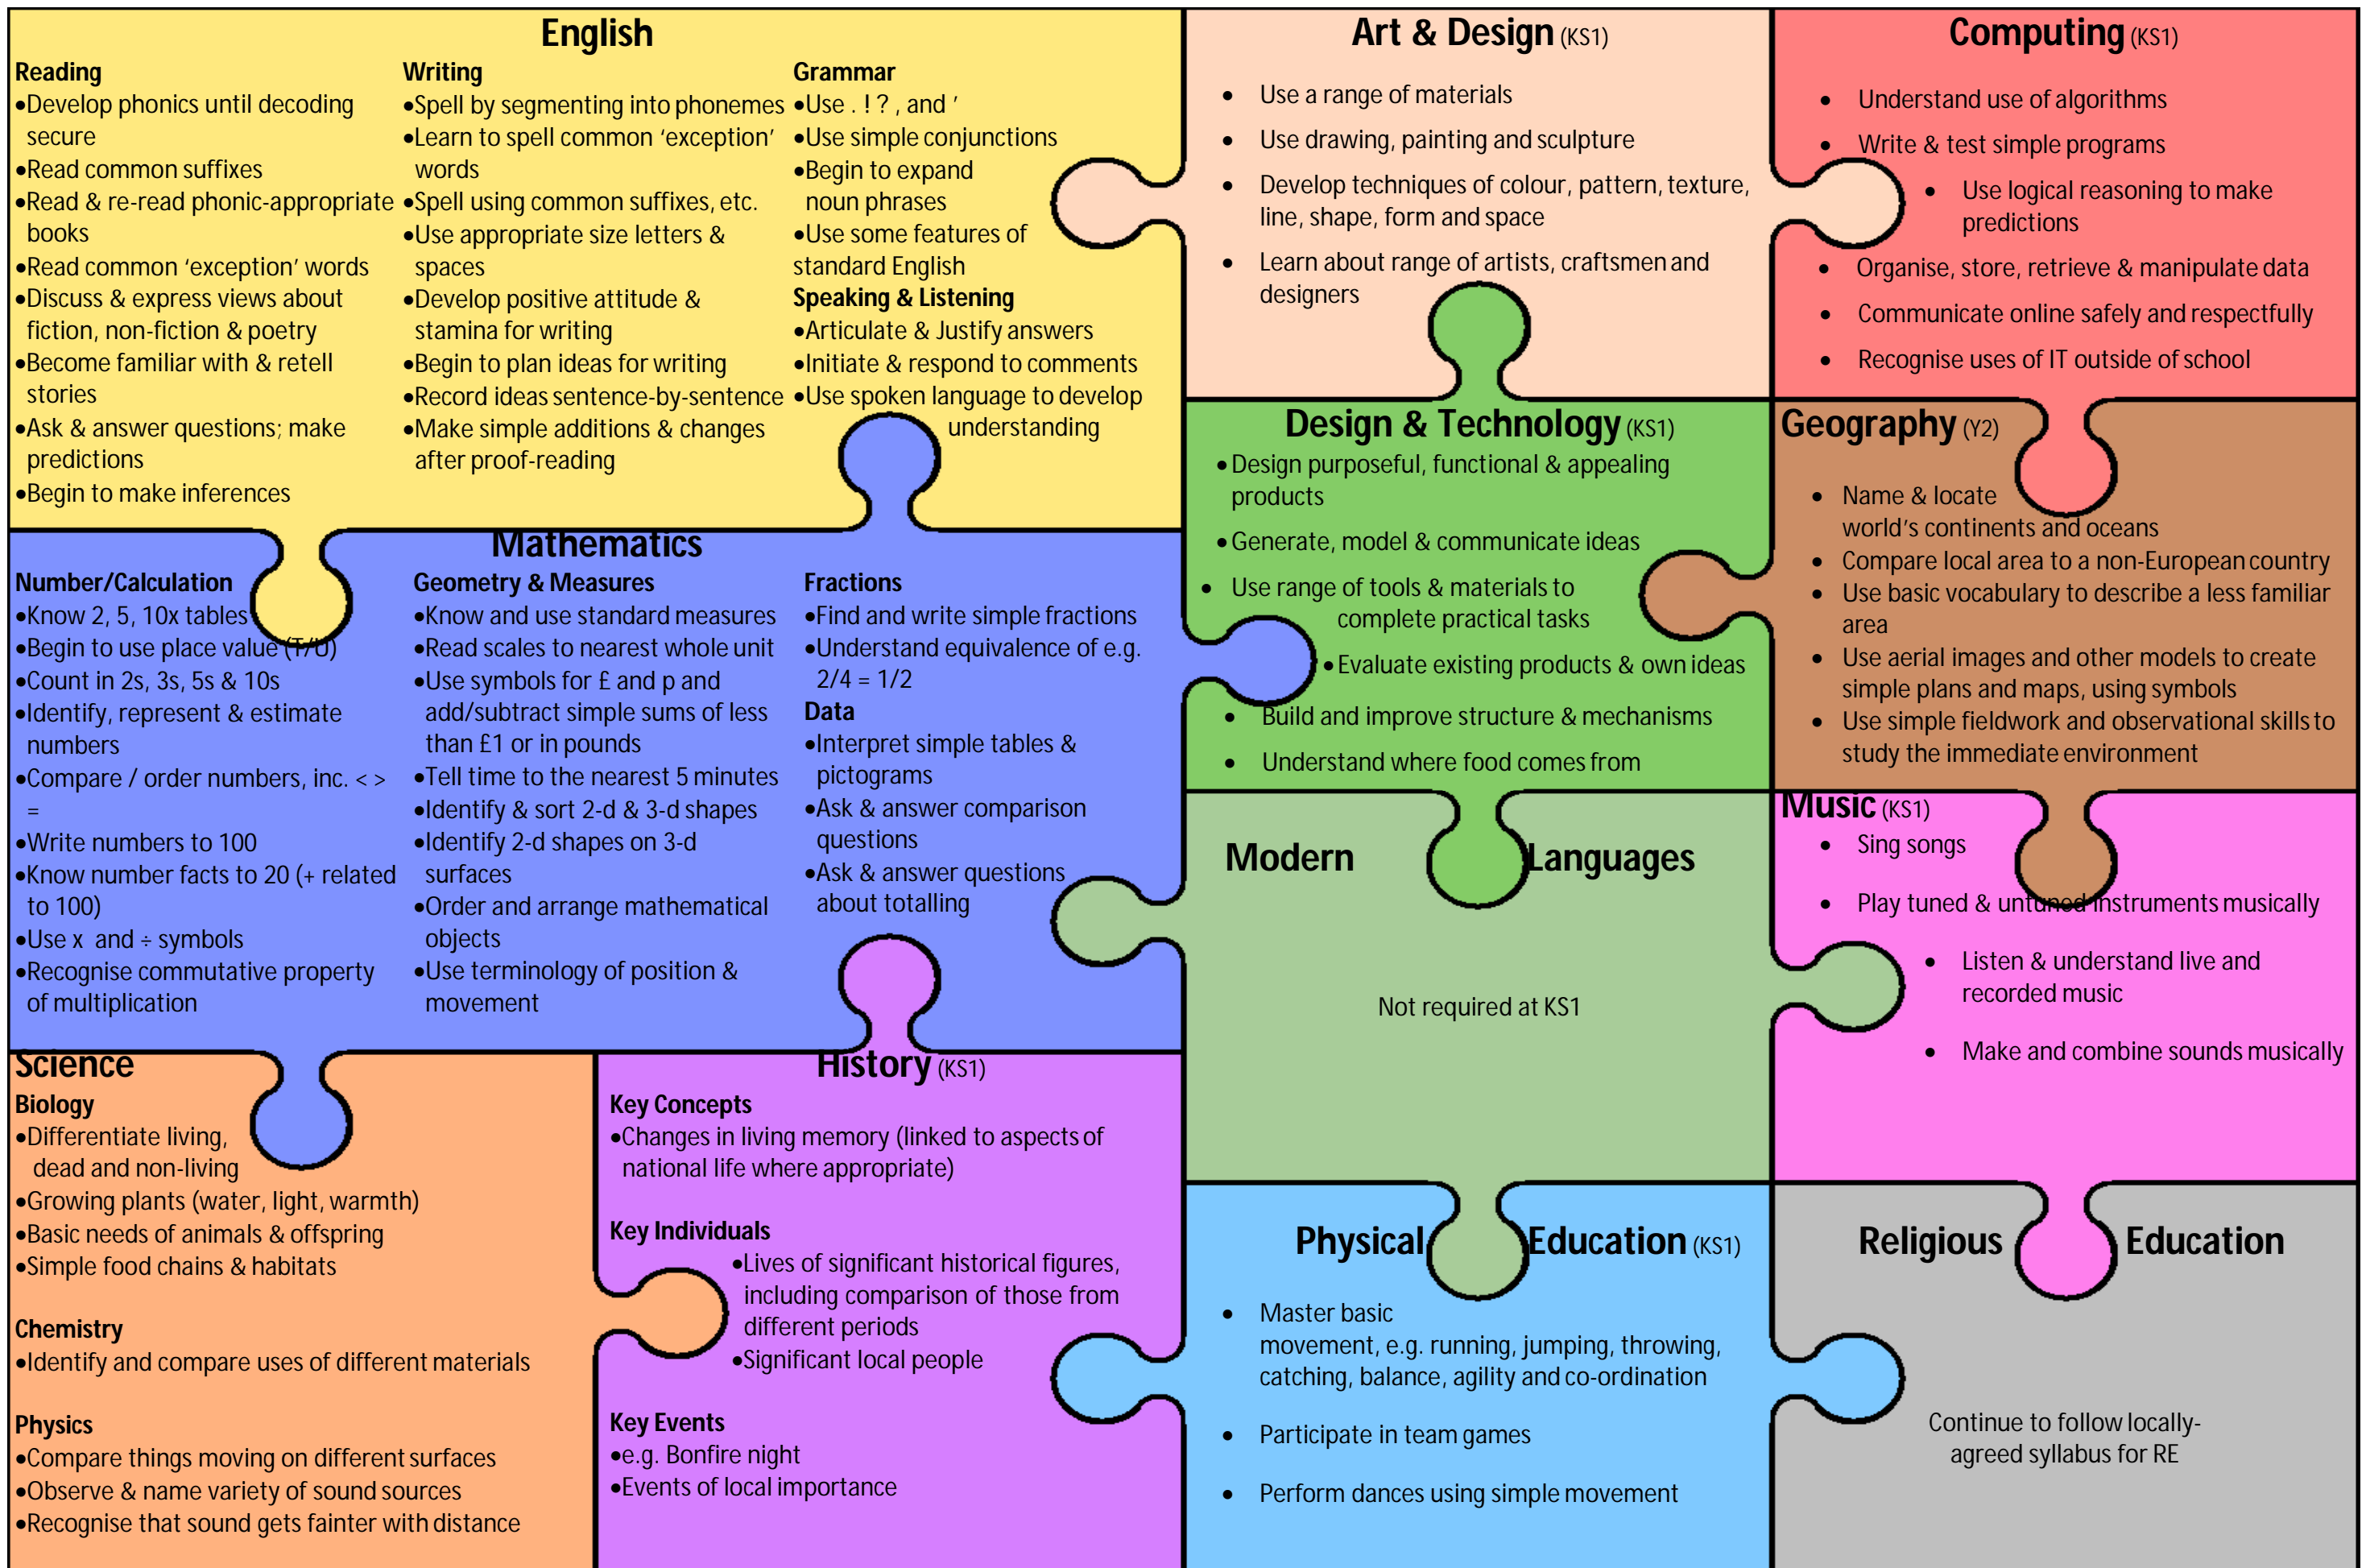 English
Reading
•Develop phonics until decoding
secure
•Read common suffixes
•Read & re-read phonic-appropriate
books
•Read common ‘exception’ words
•Discuss & express views about
fiction, non-fiction & poetry
•Become familiar with & retell
stories
•Ask & answer questions; make
predictions
•Begin to make inferences
Writing
•Spell by segmenting into phonemes
•Learn to spell common ‘exception’
words
•Spell using common suffixes, etc.
•Use appropriate size letters &
spaces
•Develop positive attitude &
stamina for writing
•Begin to plan ideas for writing
•Record ideas sentence-by-sentence
•Make simple additions & changes
after proof-reading
Grammar
•Use . ! ? , and ’
•Use simple conjunctions
•Begin to expand
noun phrases
•Use some features of
standard English
Speaking & Listening
•Articulate & Justify answers
•Initiate & respond to comments
•Use spoken language to develop
understanding
Art & Design (KS1)
• Use a range of materials
• Use drawing, painting and sculpture
• Develop techniques of colour, pattern, texture,
line, shape, form and space
• Learn about range of artists, craftsmen and
designers
Computing (KS1)
• Understand use of algorithms
• Write & test simple programs
• Use logical reasoning to make
predictions
• Organise, store, retrieve & manipulate data
• Communicate online safely and respectfully
• Recognise uses of IT outside of school
Mathematics
Number/Calculation
•Know 2, 5, 10x tables
•Begin to use place value (T/U)
•Count in 2s, 3s, 5s & 10s
•Identify, represent & estimate
numbers
•Compare / order numbers, inc. < >
=
•Write numbers to 100
•Know number facts to 20 (+ related
to 100)
•Use x and ÷ symbols
•Recognise commutative property
of multiplication
Geometry & Measures
•Know and use standard measures
•Read scales to nearest whole unit
•Use symbols for £ and p and
add/subtract simple sums of less
than £1 or in pounds
•Tell time to the nearest 5 minutes
•Identify & sort 2-d & 3-d shapes
•Identify 2-d shapes on 3-d
surfaces
•Order and arrange mathematical
objects
•Use terminology of position &
movement
Fractions
•Find and write simple fractions
•Understand equivalence of e.g.
2/4 = 1/2
Data
•Interpret simple tables &
pictograms
•Ask & answer comparison
questions
•Ask & answer questions
about totalling
Design & Technology (KS1)
•Design purposeful, functional & appealing
products
•Generate, model & communicate ideas
• Use range of tools & materials to
complete practical tasks
•Evaluate existing products & own ideas
• Build and improve structure & mechanisms
• Understand where food comes from
Geography (Y2)
• Name & locate
world’s continents and oceans
• Compare local area to a non-European country
• Use basic vocabulary to describe a less familiar
area
• Use aerial images and other models to create
simple plans and maps, using symbols
• Use simple fieldwork and observational skills to
study the immediate environment
Modern Languages
Not required at KS1
Music (KS1)
• Sing songs
• Play tuned & untuned instruments musically
• Listen & understand live and
recorded music
• Make and combine sounds musically
Science
Biology
•Differentiate living,
dead and non-living
•Growing plants (water, light, warmth)
•Basic needs of animals & offspring
•Simple food chains & habitats
Chemistry
•Identify and compare uses of different materials
Physics
•Compare things moving on different surfaces
•Observe & name variety of sound sources
•Recognise that sound gets fainter with distance
History (KS1)
Key Concepts
•Changes in living memory (linked to aspects of
national life where appropriate)
Key Individuals
•Lives of significant historical figures,
including comparison of those from
different periods
•Significant local people
Key Events
•e.g. Bonfire night
•Events of local importance
Physical Education (KS1)
• Master basic
movement, e.g. running, jumping, throwing,
catching, balance, agility and co-ordination
• Participate in team games
• Perform dances using simple movement
Religious Education
Continue to follow locally-
agreed syllabus for RE